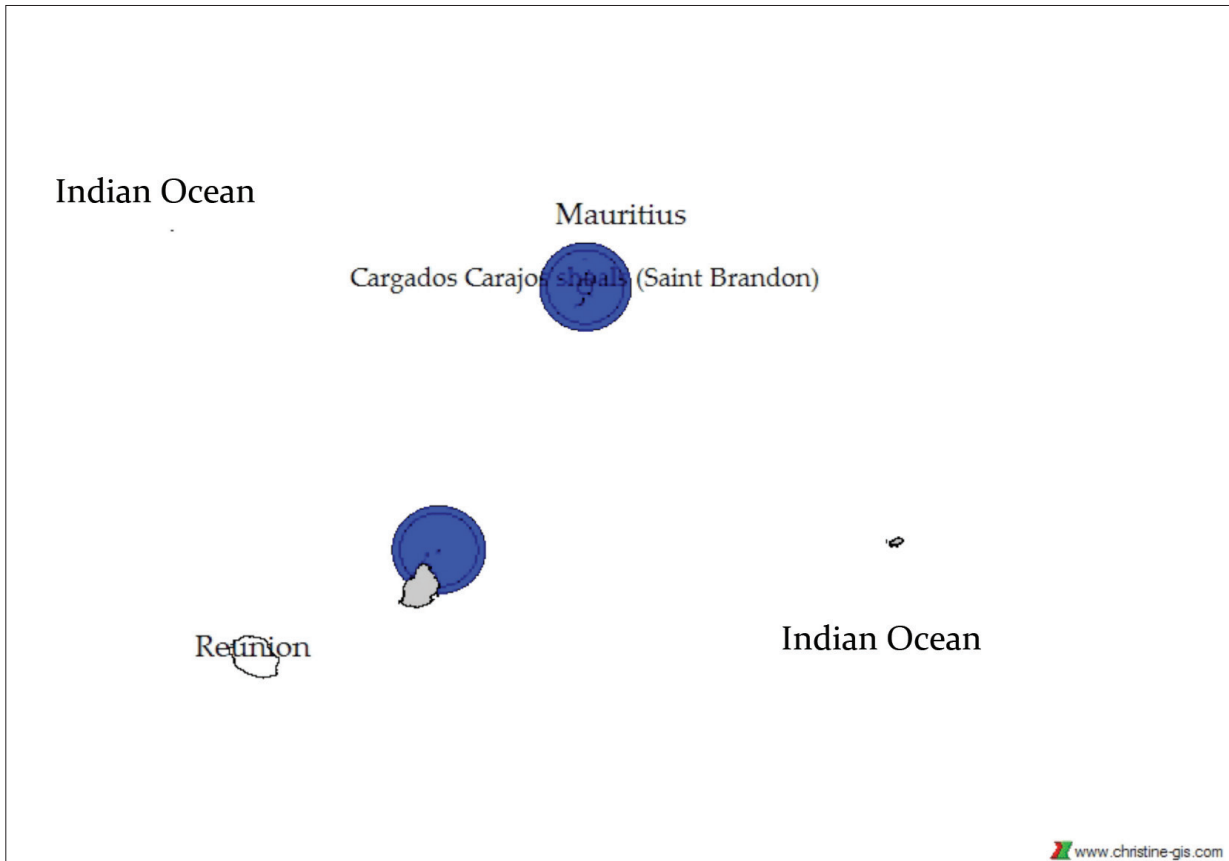 Indian Ocean
Mauritius
Cargados Carajos shoals (Saint Brandon)
Reunion
Indian Ocean
www.christine-gis.com